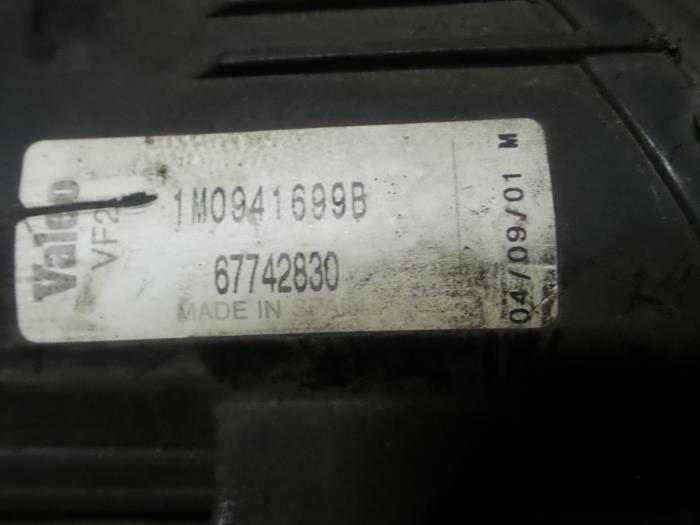 Valeo
VF2
1M0941699B
67742830
MADE IN SPAIN
04/09/01 M